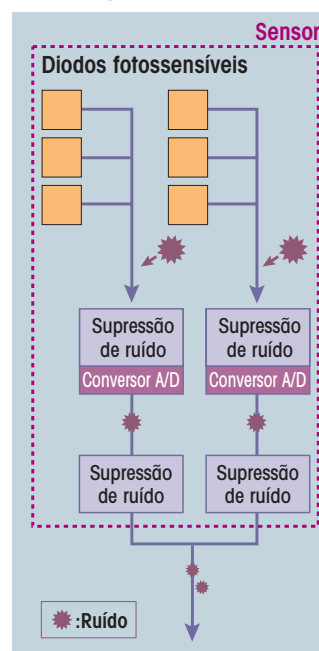 Sensor
Diodos fotossensíveis
Supressão
de ruído
Conversor A/D
Supressão
de ruído
Conversor A/D
Supressão
de ruído
Supressão
de ruído
:Ruído